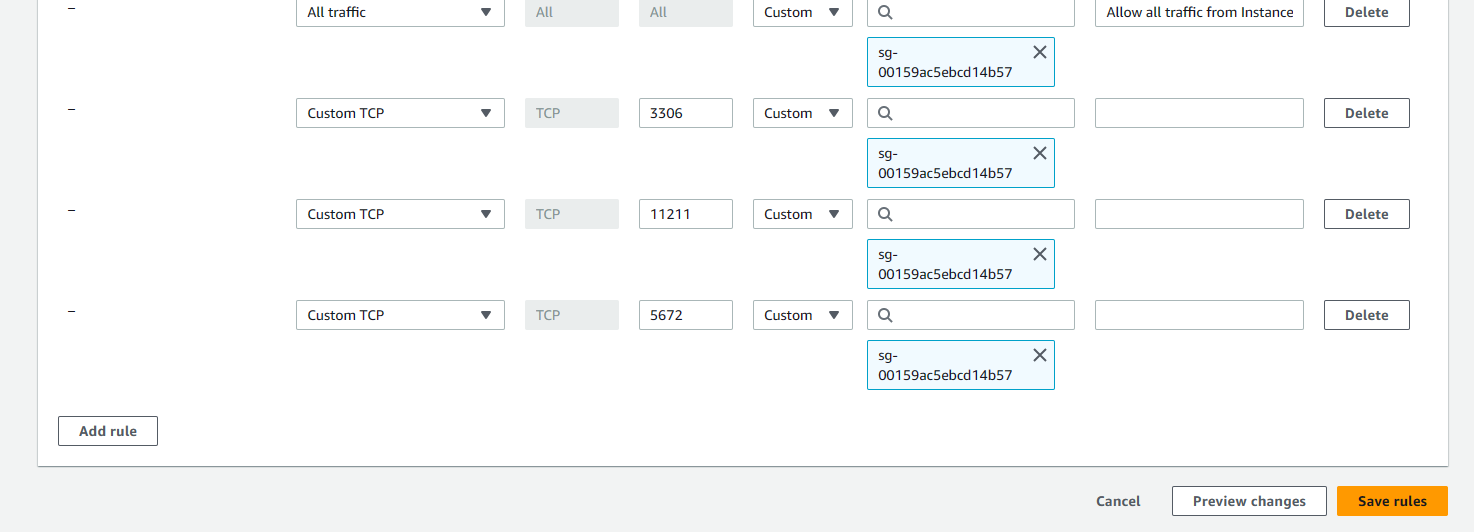 – All traffic All All Custom Allow all traffic from Instance Delete
sg-
00159ac5ebcd14b57
– Custom TCP TCP 3306 Custom Delete
sg-
00159ac5ebcd14b57
– Custom TCP TCP 11211 Custom Delete
sg-
00159ac5ebcd14b57
– Custom TCP TCP 5672 Custom Delete
sg-
00159ac5ebcd14b57
Add rule
Cancel Preview changes Save rules